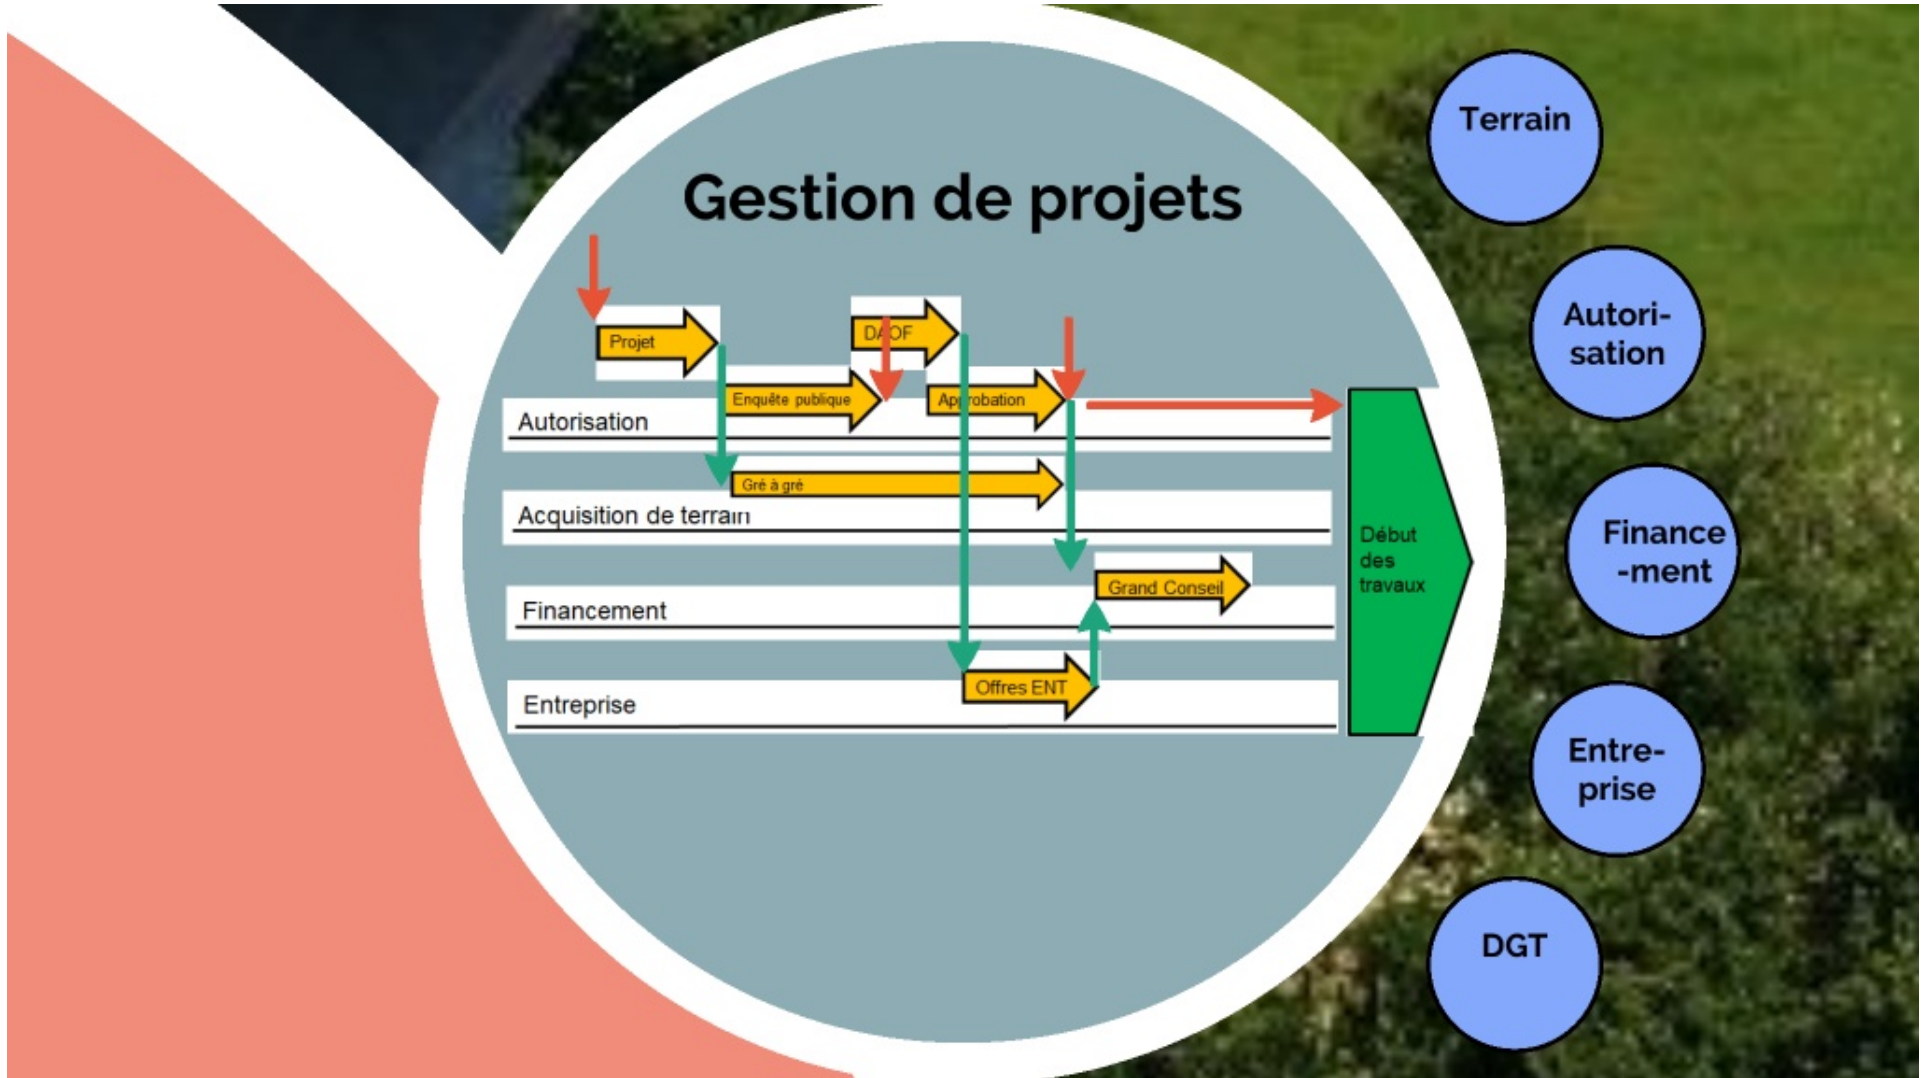 Gestion de projets
Projet
DAOF
Enquête publique
Approbation
Autorisation
Gré à gré
Acquisition de terrain
Grand Conseil
Financement
Offres ENT
Entreprise
Début
des
travaux
Terrain
Autori-
sation
Finance
-ment
Entre-
prise
DGT